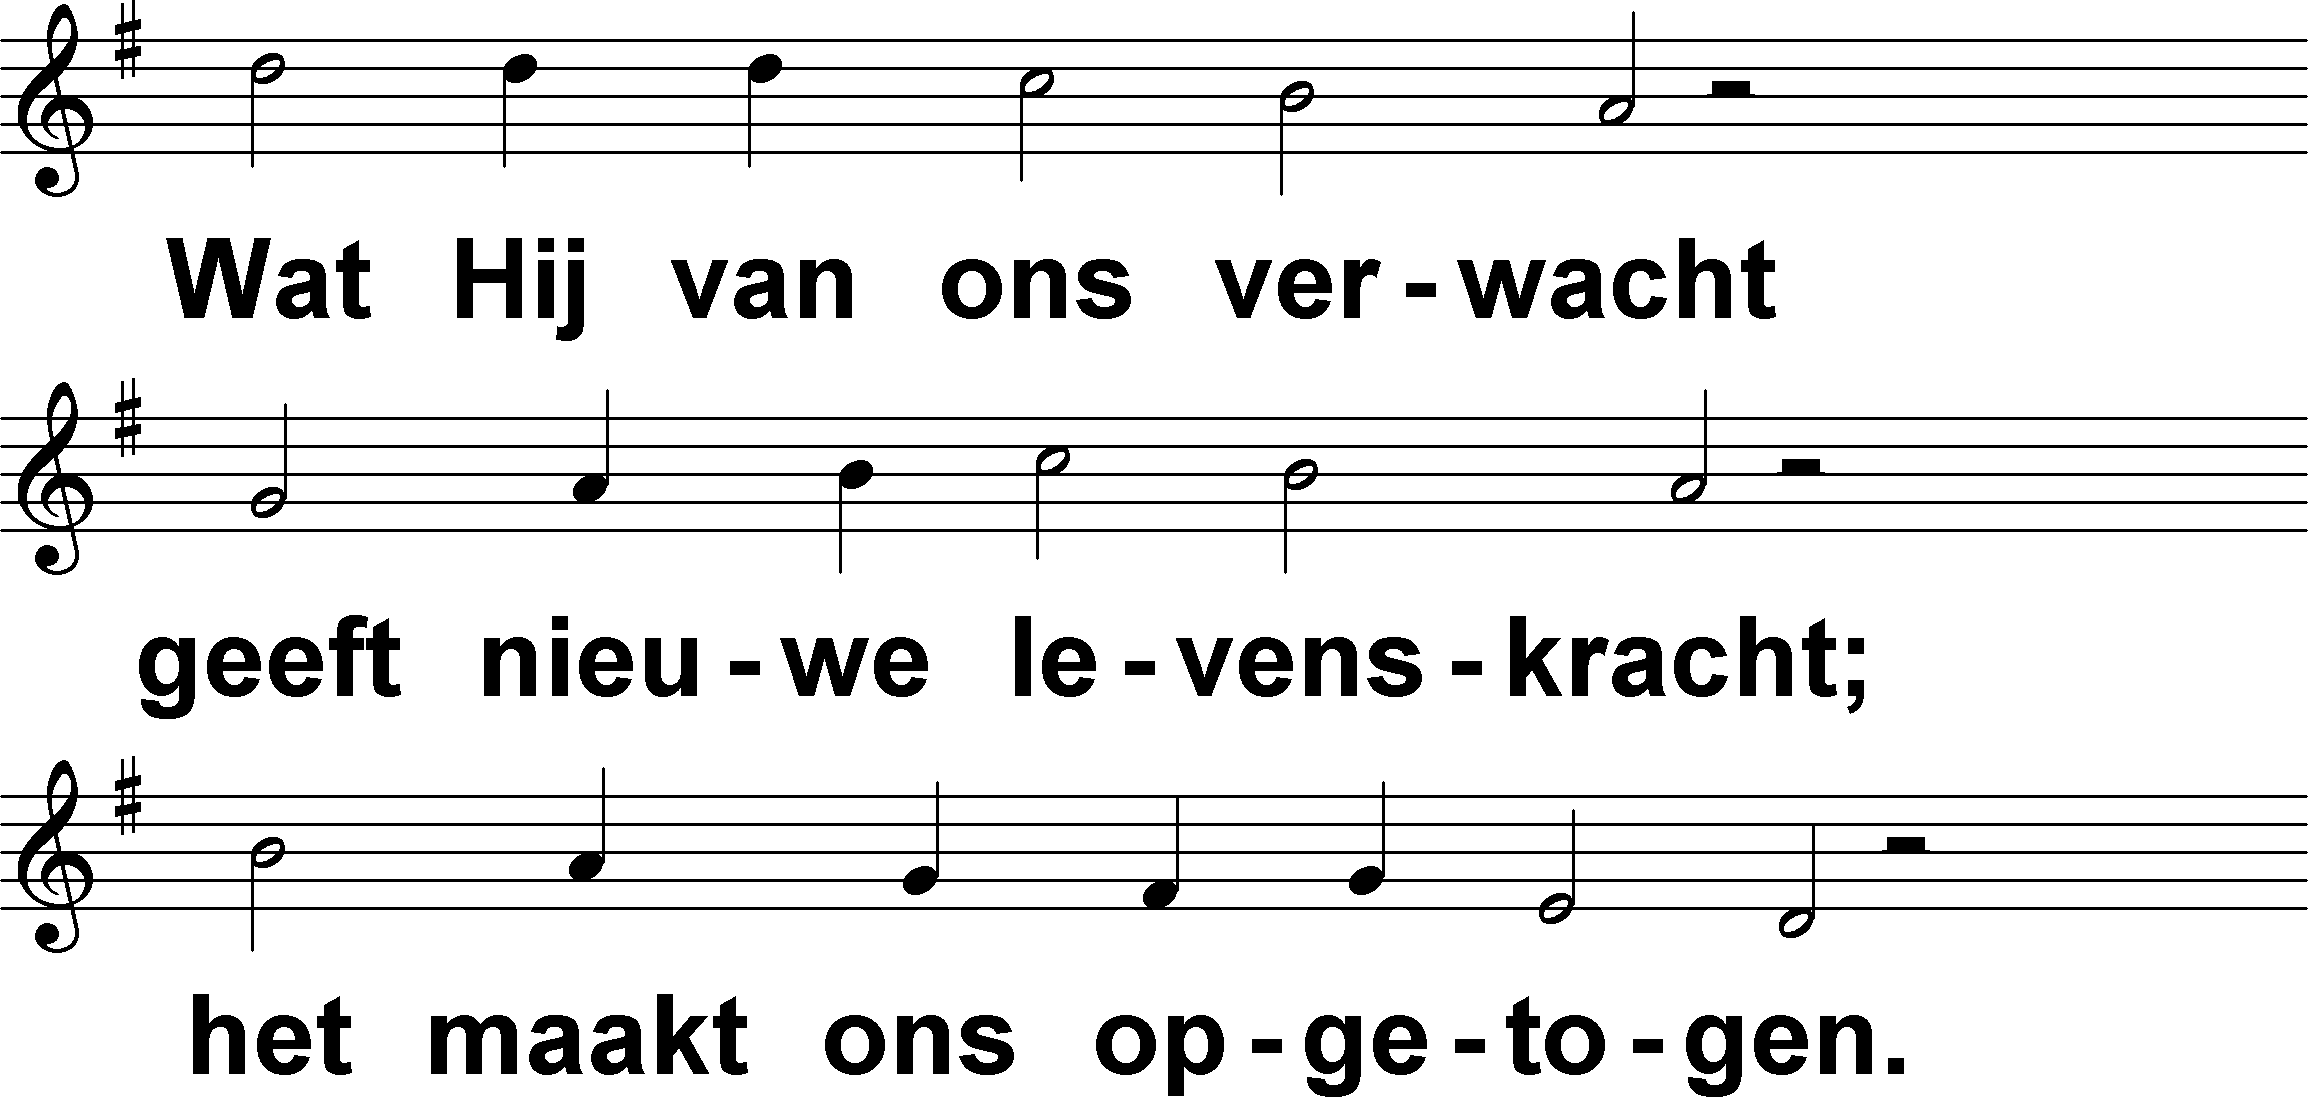 Wat Hij van ons ver-wacht
geeft nieu-we le-vens-kracht;
het maakt ons op-ge-to-gen.